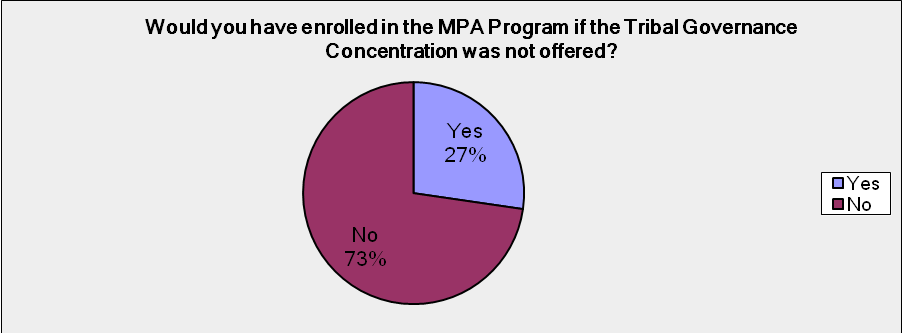 Would you have enrolled in the MPA Program if the Tribal Governance
Concentration was not offered?
Yes
27%
No
73%
Yes
No